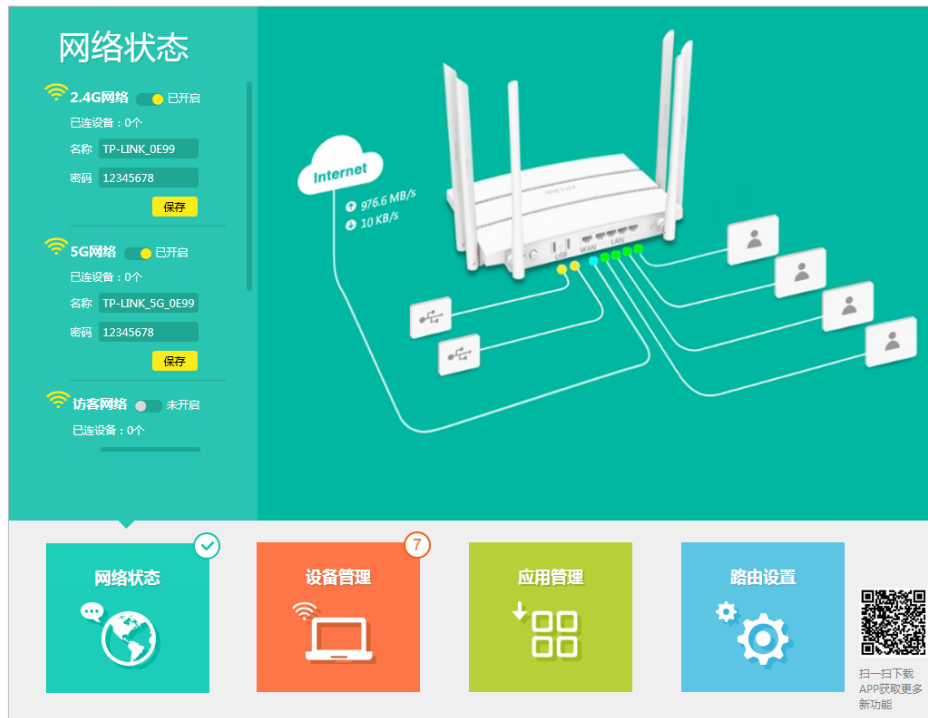 网络状态
2.4G网络 已开启
已连设备：0个
名称 TP-LINK_0E99
密码 12345678
保存
5G网络 已开启
已连设备：0个
名称 TP-LINK_5G_0E99
密码 12345678
保存
访客网络 未开启
已连设备：0个
Internet
976.6 MB/s
10 KB/s
USB WAN LAN
网络状态
7
设备管理
应用管理
路由设置
扫一扫下载
APP获取更多
新功能